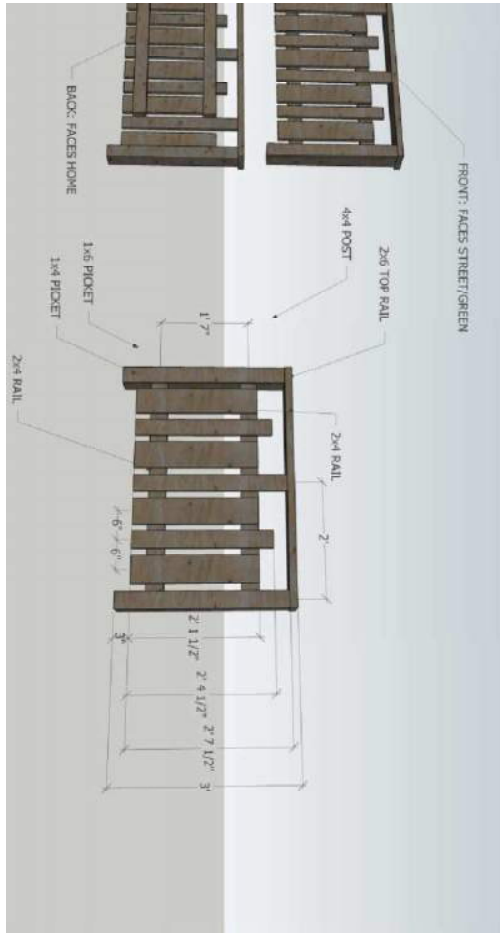 FRONT: FACES STREET/GREEN
BACK: FACES HOME
2x6 TOP RAIL
4x4 POST
2x4 RAIL
1' 7"
2'
1x6 PICKET
1x4 PICKET
2x4 RAIL
6"
6"
3"
2' 1 1/2"
2' 4 1/2"
2' 7 1/2"
3'